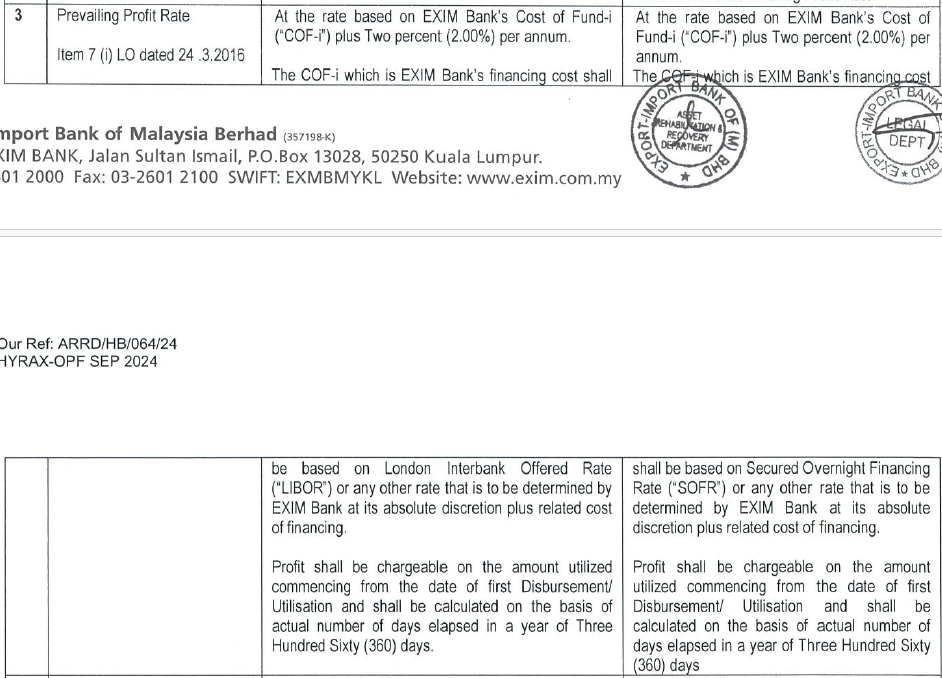 3
Prevailing Profit Rate
Item 7 (i) LO dated 24 .3.2016
At the rate based on EXIM Bank's Cost of Fund-i
("COF-i") plus Two percent (2.00%) per annum.
The COF-i which is EXIM Bank's financing cost shall
At the rate based on EXIM Bank's Cost of
Fund-i ("COF-i") plus Two percent (2.00%) per
annum.
The COF-i which is EXIM Bank's financing cost
mport Bank of Malaysia Berhad (357198-K)
XIM BANK, Jalan Sultan Ismail, P.O.Box 13028, 50250 Kuala Lumpur.
01 2000 Fax: 03-2601 2100 SWIFT: EXMBMYKL Website: www.exim.com.my
EXPORT-IMPORT BANK OF (M) BHD
ASSET
REHABILITATION &
RECOVERY
DEPARTMENT
EXPORT-IMPORT BANK
BHD
LEGAL
DEPT
Our Ref: ARRD/HB/064/24
HYRAX-OPF SEP 2024
be based on London Interbank Offered Rate
("LIBOR") or any other rate that is to be determined by
EXIM Bank at its absolute discretion plus related cost
of financing.
Profit shall be chargeable on the amount utilized
commencing from the date of first Disbursement/
Utilisation and shall be calculated on the basis of
actual number of days elapsed in a year of Three
Hundred Sixty (360) days.
shall be based on Secured Overnight Financing
Rate ("SOFR") or any other rate that is to be
determined by EXIM Bank at its absolute
discretion plus related cost of financing.
Profit shall be chargeable on the amount
utilized commencing from the date of first
Disbursement/ Utilisation and shall be
calculated on the basis of actual number of
days elapsed in a year of Three Hundred Sixty
(360) days